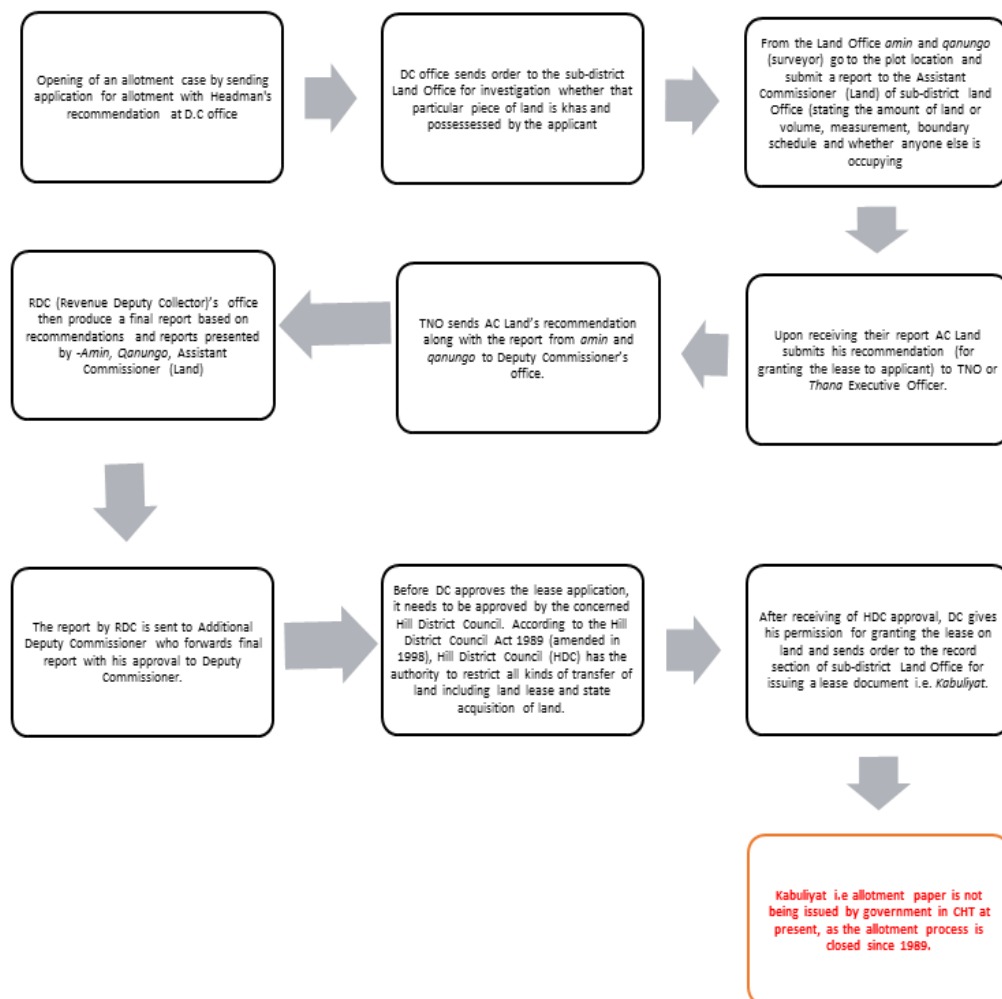 Opening of an allotment case by sending
application for allotment with Headman's
recommendation at D.C office
DC office sends order to the sub-district
Land Office for investigation whether that
particular piece of land is khas and
possessessed by the applicant
From the Land Office amin and qanungo
(surveyor) go to the plot location and
submit a report to the Assistant
Commissioner (Land) of sub-district land
Office (stating the amount of land or
volume, measurement, boundary
schedule and whether anyone else is
occupying
Upon receiving their report AC Land
submits his recommendation (for
granting the lease to applicant) to TNO or
Thana Executive Officer.
TNO sends AC Land's recommendation
along with the report from amin and
qanungo to Deputy Commissioner's
office.
RDC (Revenue Deputy Collector)'s office
then produce a final report based on
recommendations and reports presented
by -Amin, Qanungo, Assistant
Commissioner (Land)
The report by RDC is sent to Additional
Deputy Commissioner who forwards final
report with his approval to Deputy
Commissioner.
Before DC approves the lease application,
it needs to be approved by the concerned
Hill District Council. According to the Hill
District Council Act 1989 (amended in
1998), Hill District Council (HDC) has the
authority to restrict all kinds of transfer of
land including land lease and state
acquisition of land.
After receiving of HDC approval, DC gives
his permission for granting the lease on
land and sends order to the record
section of sub-district Land Office for
issuing a lease document i.e. Kabuliyat.
Kabuliyat i.e allotment paper is not
being issued by government in CHT at
present, as the allotment process is
closed since 1989.